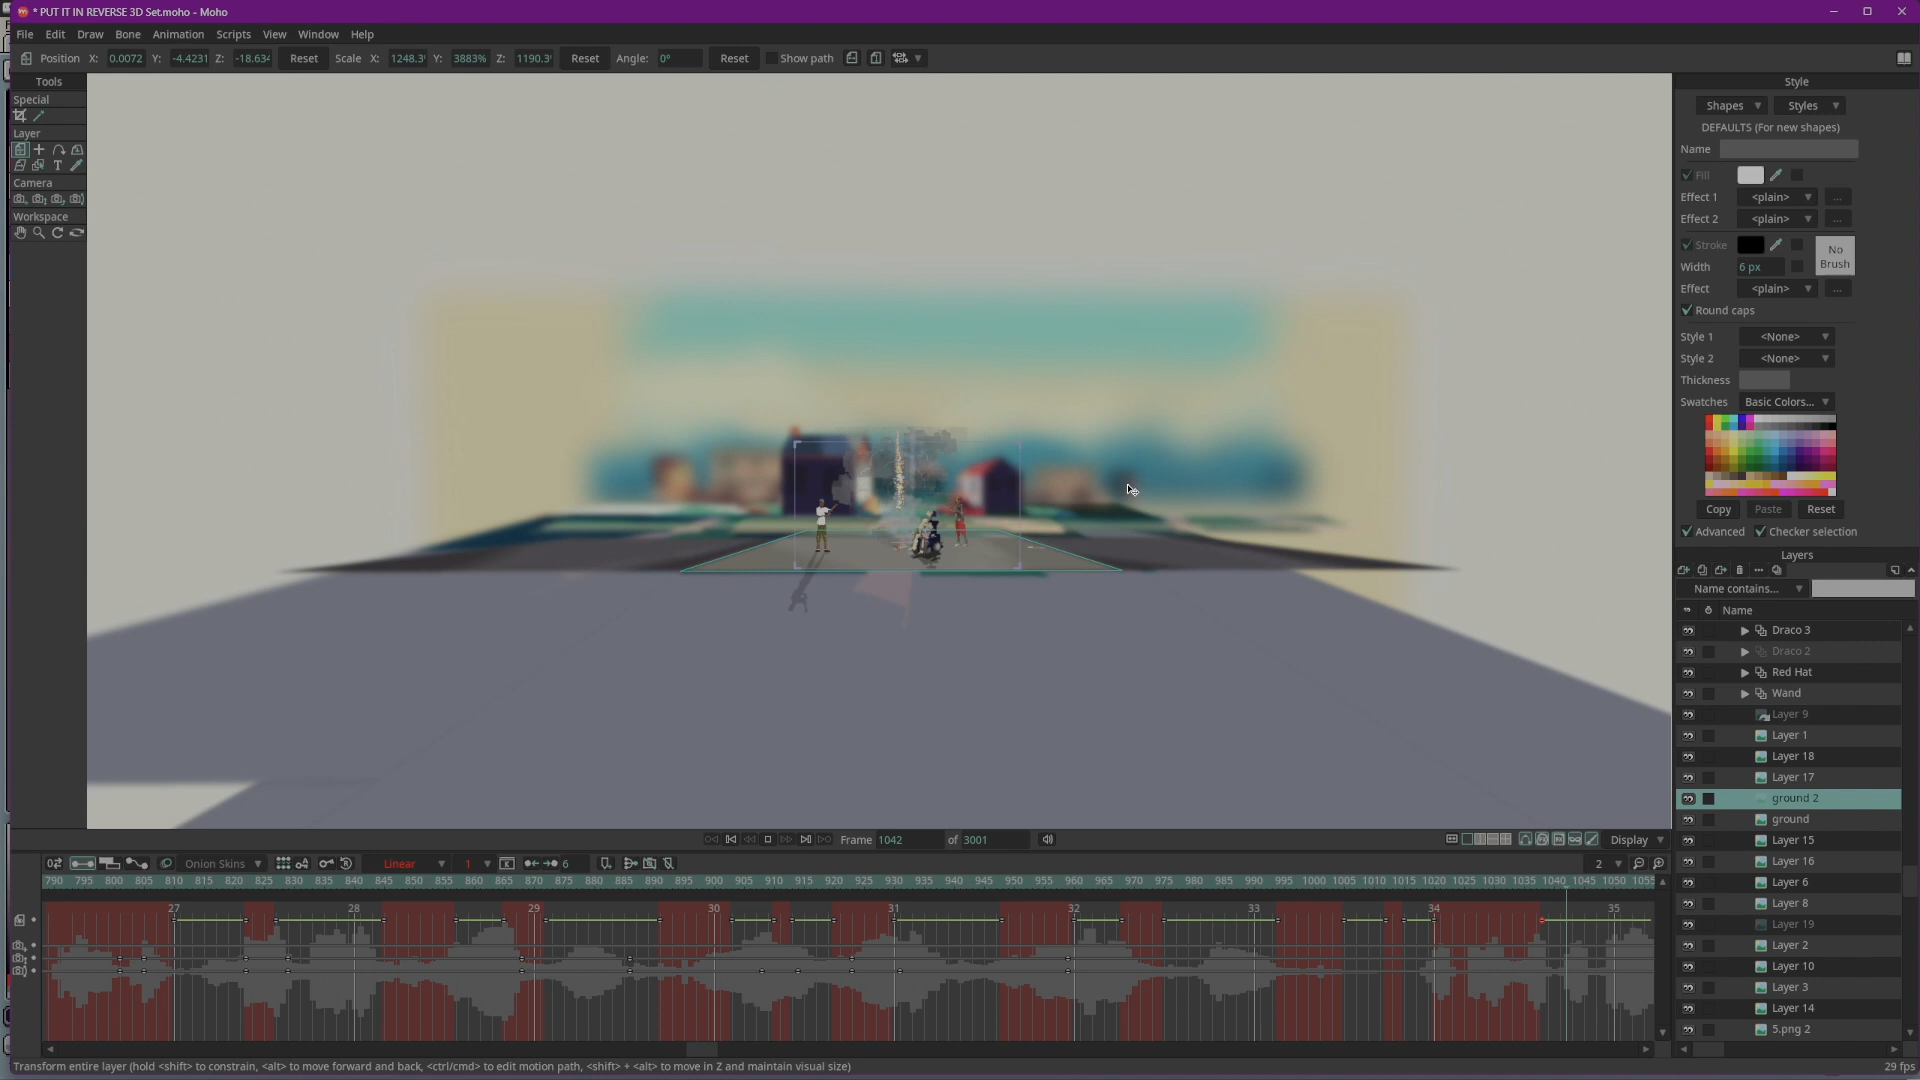 * PUT IT IN REVERSE 3D Set.moho - Moho
File Edit Draw Bone Animation Scripts View Window Help
Position X: 0.0072 Y: -4.4231 Z: -18.634 Reset Scale X: 1248.3 Y: 3883% Z: 1190.3 Reset Angle: 0° Reset Show path
Tools
Special
Layer
T
Camera
Workspace
Style
Shapes Styles
DEFAULTS (For new shapes)
Name
Fill
Effect 1 <plain> ...
Effect 2 <plain> ...
Stroke
No Brush
Width 6 px
Effect <plain> ...
Round caps
Style 1 <None>
Style 2 <None>
Thickness
Swatches Basic Colors...
Copy Paste Reset
Advanced Checker selection
Layers
Name contains...
Name
Draco 3
Draco 2
Red Hat
Wand
Layer 9
Layer 1
Layer 18
Layer 17
ground 2
ground
Layer 15
Layer 16
Layer 6
Layer 8
Layer 19
Layer 2
Layer 10
Layer 3
Layer 14
5.png 2
Frame 1042 of 3001
Display
Onion Skins Linear 1 6 2
790 795 800 805 810 815 820 825 830 835 840 845 850 855 860 865 870 875 880 885 890 895 900 905 910 915 920 925 930 935 940 945 950 955 960 965 970 975 980 985 990 995 1000 1005 1010 1015 1020 1025 1030 1035 1040 1045 1050 1055
27 28 29 30 31 32 33 34 35
Transform entire layer (hold <shift> to constrain, <alt> to move forward and back, <ctrl/cmd> to edit motion path, <shift> + <alt> to move in Z and maintain visual size)
29 fps